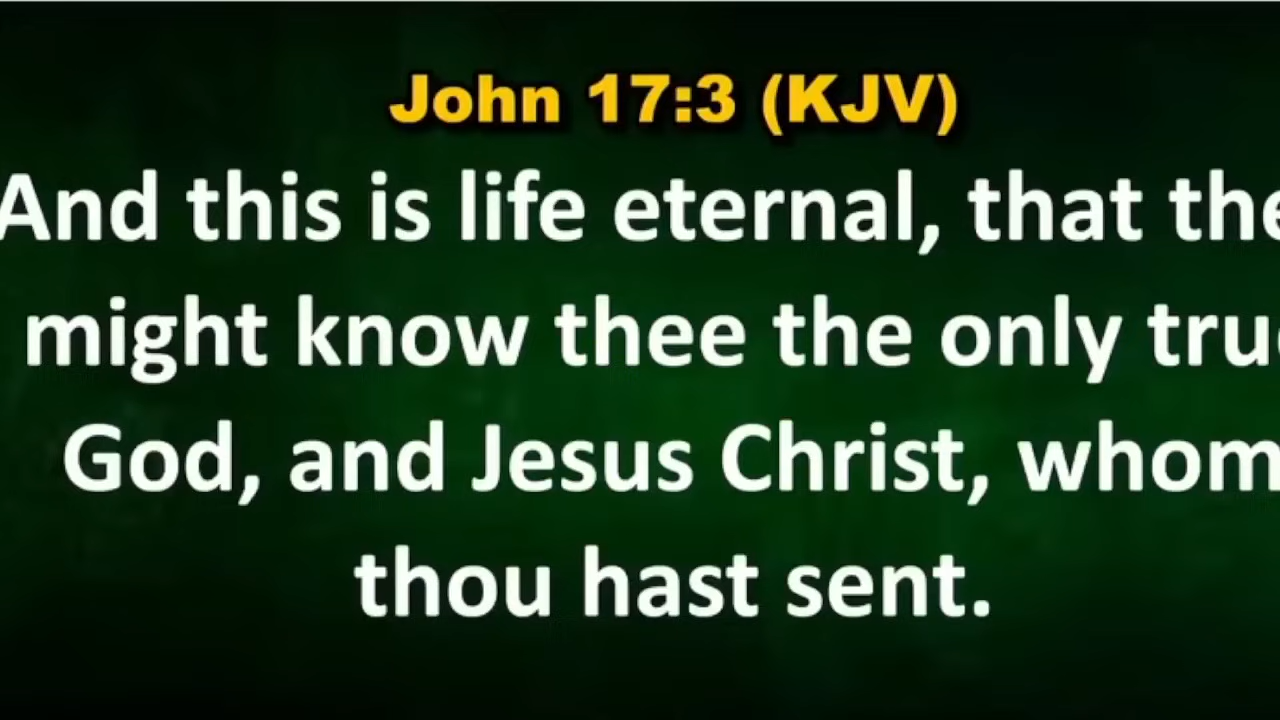 John 17:3 (KJV)
And this is life eternal, that the
might know thee the only true
God, and Jesus Christ, whom
thou hast sent.